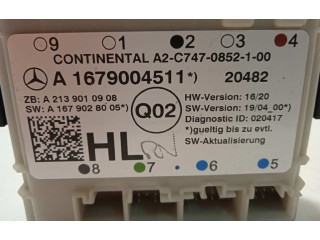 9 1 2 3 4
CONTINENTAL A2-C747-0852-1-00
A 1679004511*) 20482
ZB: A 213 901 09 08
SW: A 167 902 80 05*)
Q02
HW-Version: 16/20
SW-Version: 19/04_00*)
Diagnostic ID: 020417
*)gueltig bis zu evtl.
SW-Aktualisierung
HL
8 7 6 5